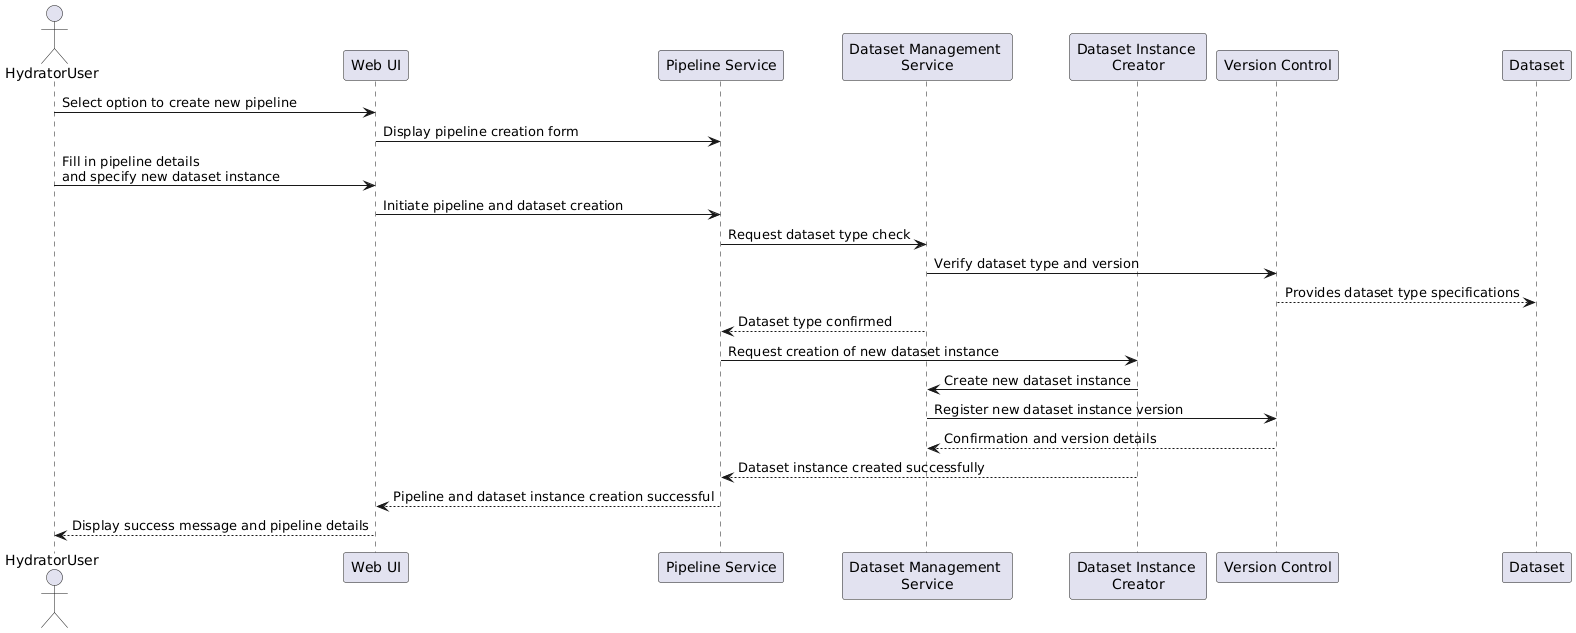 HydratorUser
Web UI
Pipeline Service
Dataset Management
Service
Dataset Instance
Creator
Version Control
Dataset
Select option to create new pipeline
Display pipeline creation form
Fill in pipeline details
and specify new dataset instance
Initiate pipeline and dataset creation
Request dataset type check
Verify dataset type and version
Provides dataset type specifications
Dataset type confirmed
Request creation of new dataset instance
Create new dataset instance
Register new dataset instance version
Confirmation and version details
Dataset instance created successfully
Pipeline and dataset instance creation successful
Display success message and pipeline details
HydratorUser
Web UI
Pipeline Service
Dataset Management
Service
Dataset Instance
Creator
Version Control
Dataset